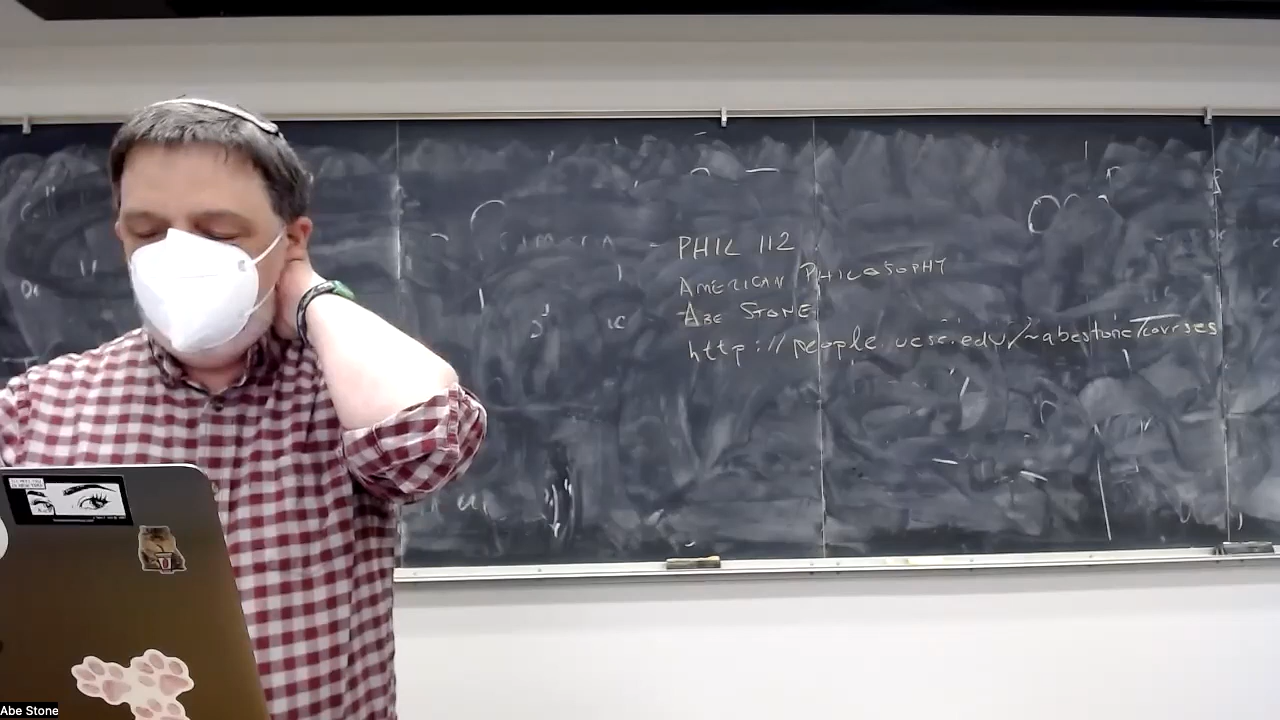 PHIL 112
AMERICAN PHILOSOPHY
ABE STONE
http://people.ucsc.edu/~abestone/courses
Abe Stone